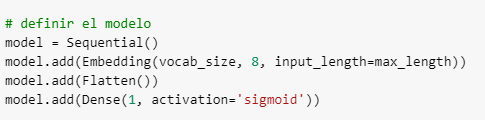 # definir el modelo
model = Sequential()
model.add(Embedding(vocab_size, 8, input_length=max_length))
model.add(Flatten())
model.add(Dense(1, activation='sigmoid'))